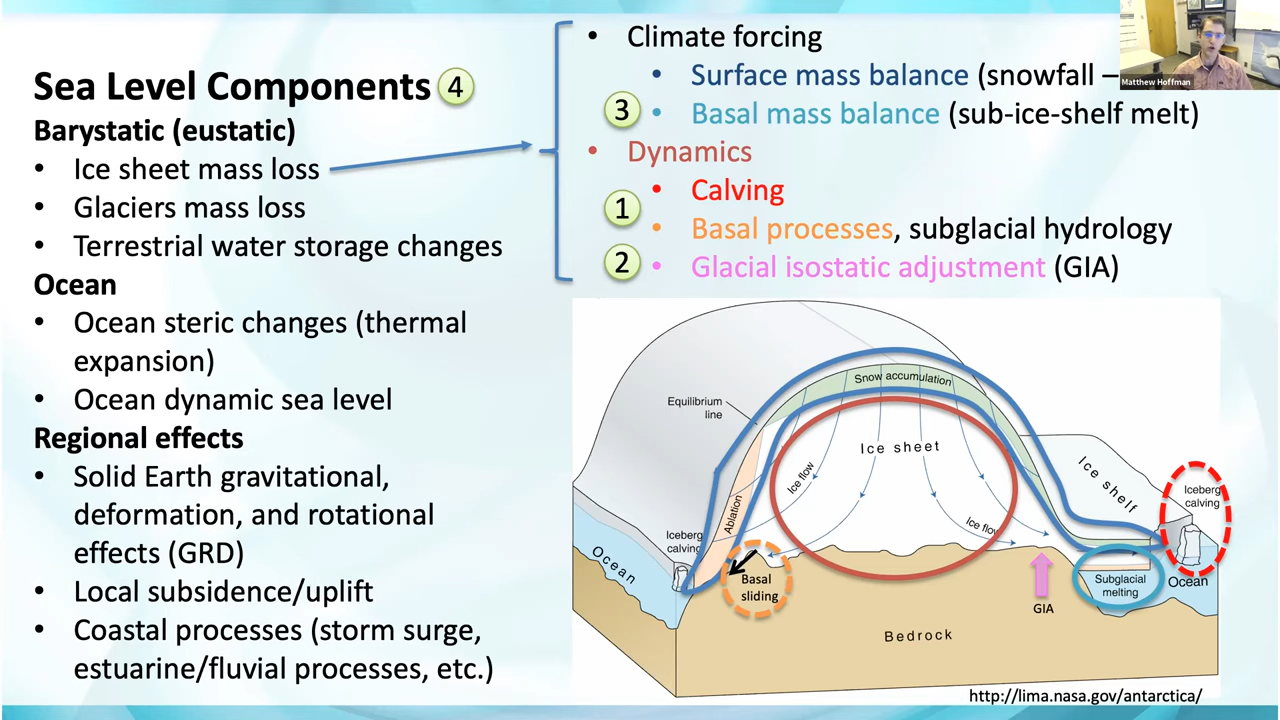 Sea Level Components 4
Barystatic (eustatic)
• Ice sheet mass loss
• Glaciers mass loss
• Terrestrial water storage changes
Ocean
• Ocean steric changes (thermal
expansion)
• Ocean dynamic sea level
Regional effects
• Solid Earth gravitational,
deformation, and rotational
effects (GRD)
• Local subsidence/uplift
• Coastal processes (storm surge,
estuarine/fluvial processes, etc.)
• Climate forcing
• Surface mass balance (snowfall –
3 • Basal mass balance (sub-ice-shelf melt)
• Dynamics
• Calving
1
• Basal processes, subglacial hydrology
2 • Glacial isostatic adjustment (GIA)
Matthew Hoffman
Snow accumulation
Equilibrium
line
Ice sheet
Ice flow
Ice flow
Ablation
Ice shelf
Iceberg
calving
Iceberg
calving
Ocean
Basal
sliding
GIA
Subglacial
melting
Ocean
Bedrock
http://lima.nasa.gov/antarctica/